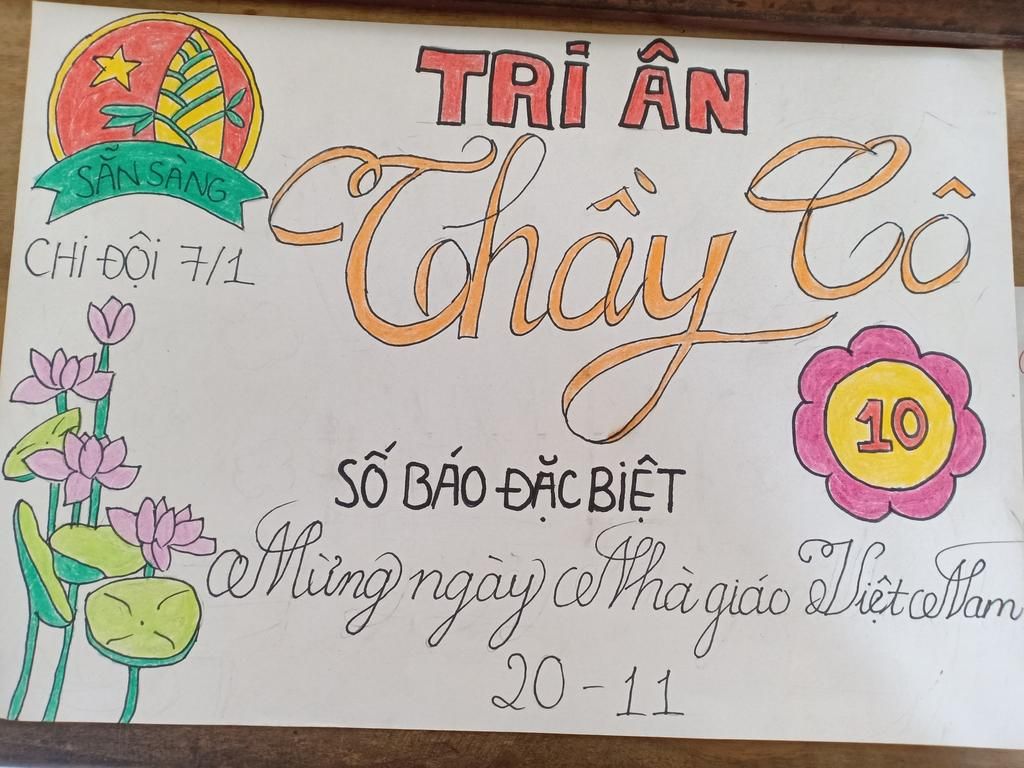 TRI ÂN
SẴN SÀNG
Thầy Cô
CHI ĐỘI 7/1
10
SỐ BÁO ĐẶC BIỆT
Mừng ngày Nhà giáo Việt Nam
20 - 11